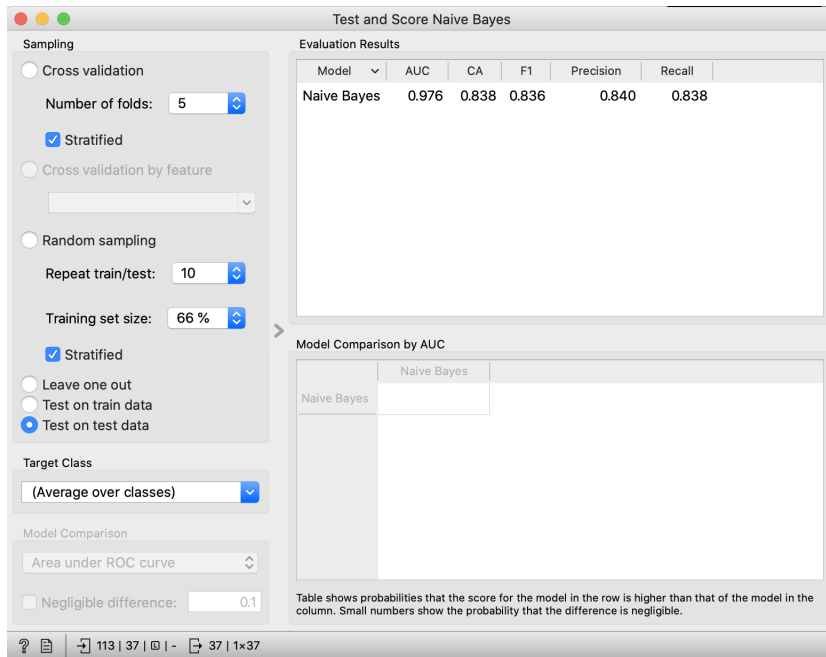 Test and Score Naive Bayes
Sampling
Cross validation
Number of folds: 5
Stratified
Cross validation by feature
Random sampling
Repeat train/test: 10
Training set size: 66 %
Stratified
Leave one out
Test on train data
Test on test data
Target Class
(Average over classes)
Model Comparison
Area under ROC curve
Negligible difference: 0.1
Evaluation Results
Model AUC CA F1 Precision Recall
Naive Bayes 0.976 0.838 0.836 0.840 0.838
Model Comparison by AUC
Naive Bayes
Naive Bayes
Table shows probabilities that the score for the model in the row is higher than that of the model in the
column. Small numbers show the probability that the difference is negligible.
? 113 | 37 | L | - 37 | 1×37